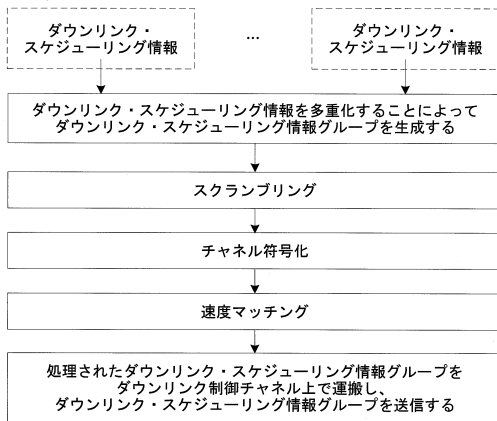 ダウンリンク・
スケジューリング情報
...
ダウンリンク・
スケジューリング情報
ダウンリンク・スケジューリング情報を多重化することによって
ダウンリンク・スケジューリング情報グループを生成する
スクランブリング
チャネル符号化
速度マッチング
処理されたダウンリンク・スケジューリング情報グループを
ダウンリンク制御チャネル上で運搬し、
ダウンリンク・スケジューリング情報グループを送信する